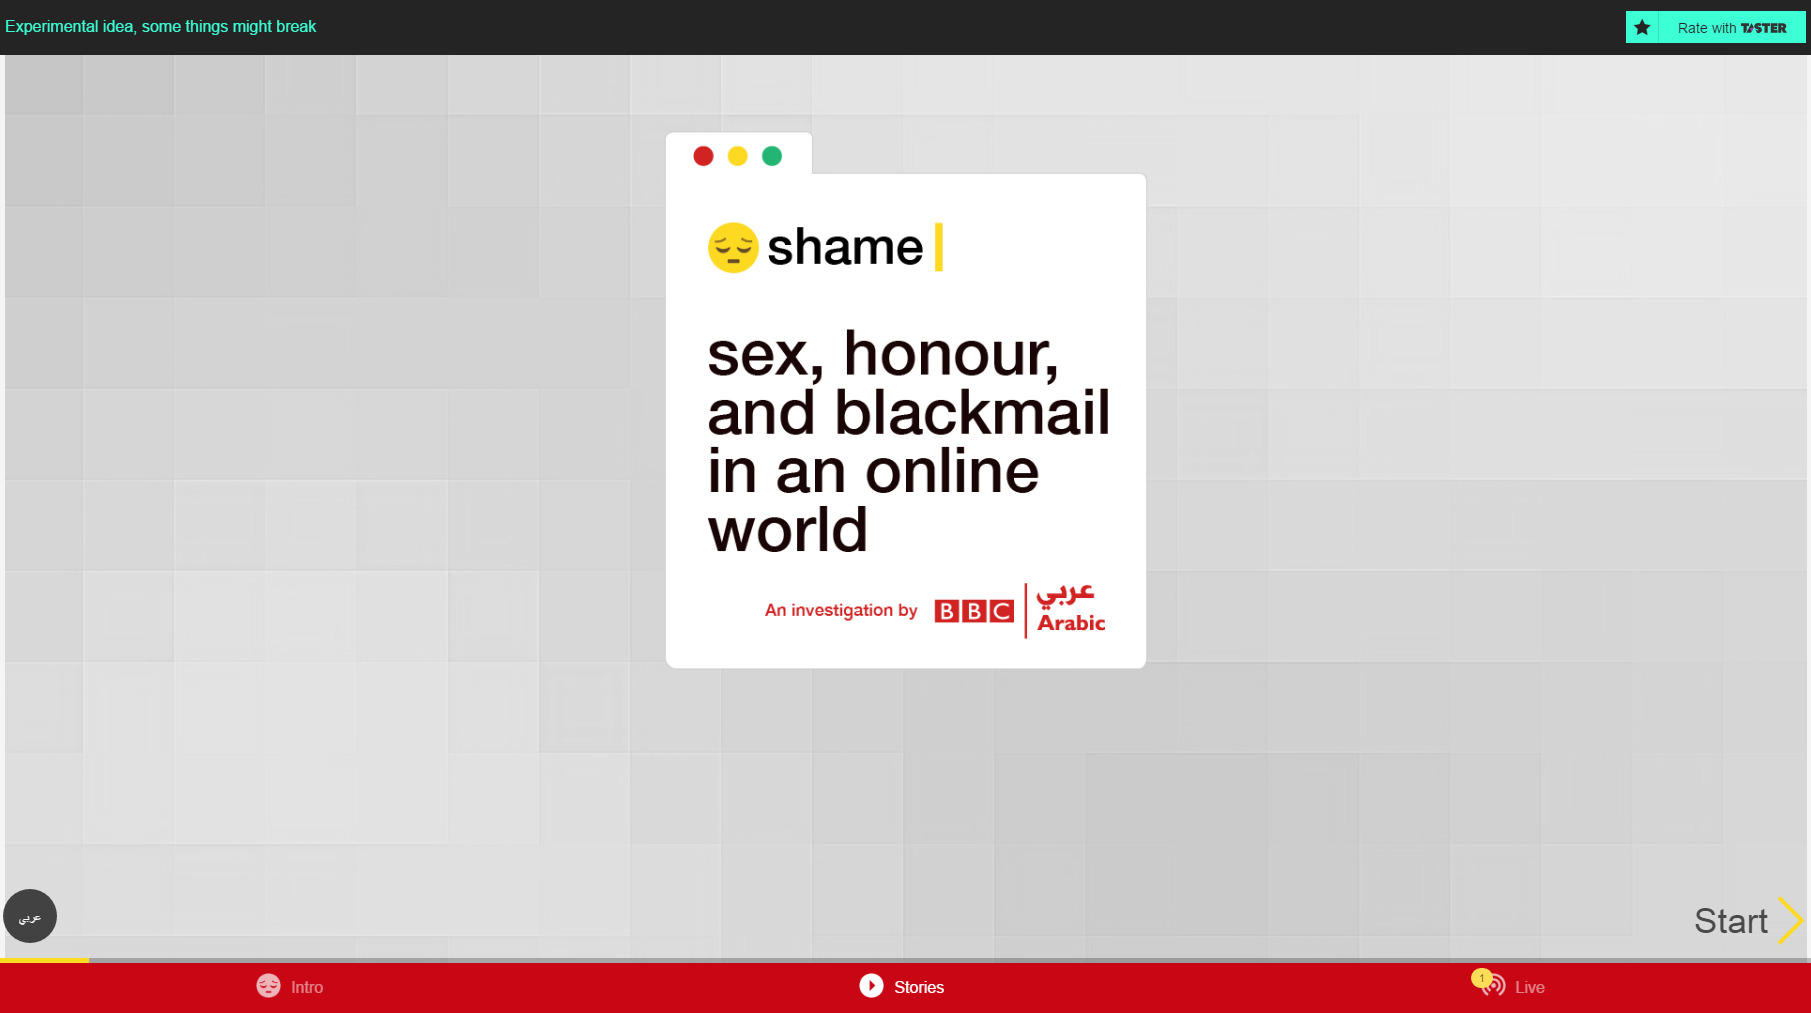 Experimental idea, some things might break
Rate with TASTER
shame
sex, honour,
and blackmail
in an online
world
An investigation by BBC عربي
Arabic
عربي
Start
Intro
Stories
1
Live